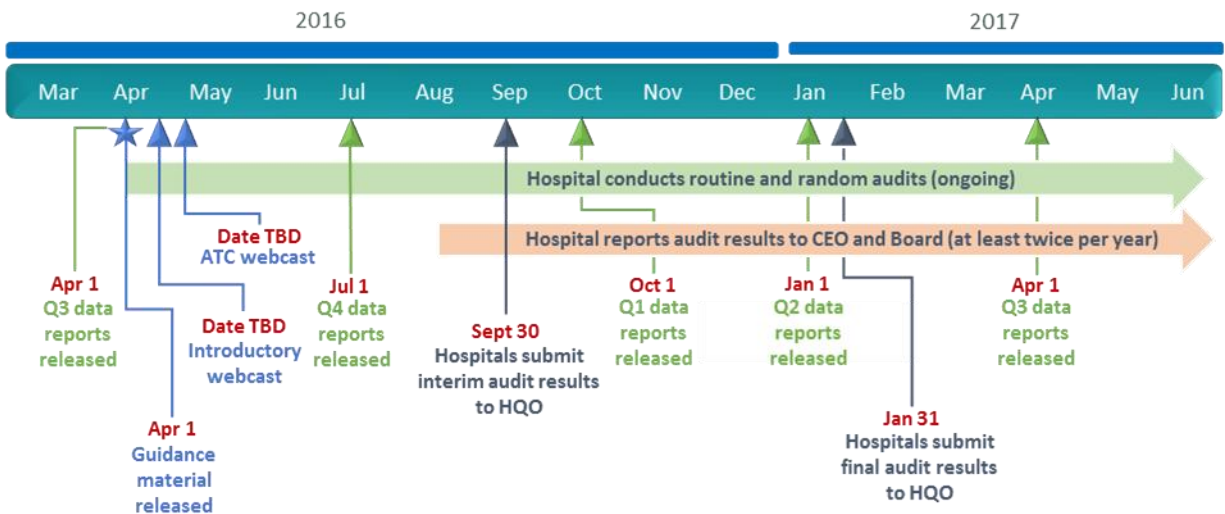 2016
2017
Mar Apr May Jun Jul Aug Sep Oct Nov Dec Jan Feb Mar Apr May Jun
Hospital conducts routine and random audits (ongoing)
Hospital reports audit results to CEO and Board (at least twice per year)
Apr 1
Q3 data
reports
released
Apr 1
Guidance
material
released
Date TBD
Introductory
webcast
Date TBD
ATC webcast
Jul 1
Q4 data
reports
released
Sept 30
Hospitals submit
interim audit results
to HQO
Oct 1
Q1 data
reports
released
Jan 1
Q2 data
reports
released
Jan 31
Hospitals submit
final audit results
to HQO
Apr 1
Q3 data
reports
released